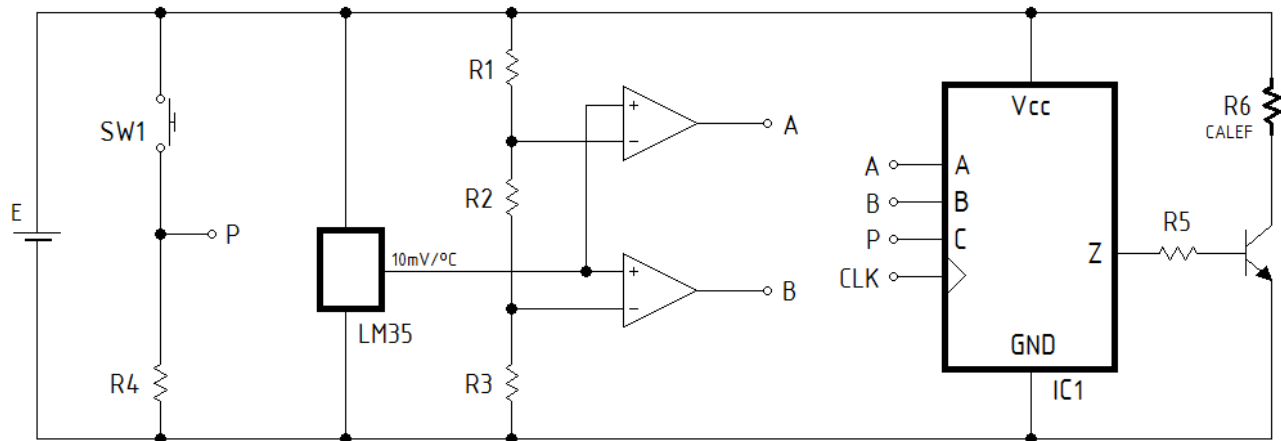 E
SW1
P
R4
10mV/ºC
LM35
R1
R2
R3
+
−
A
+
−
B
A
B
P
CLK
Vcc
A
B
C
Z
GND
IC1
R5
R6
CALEF